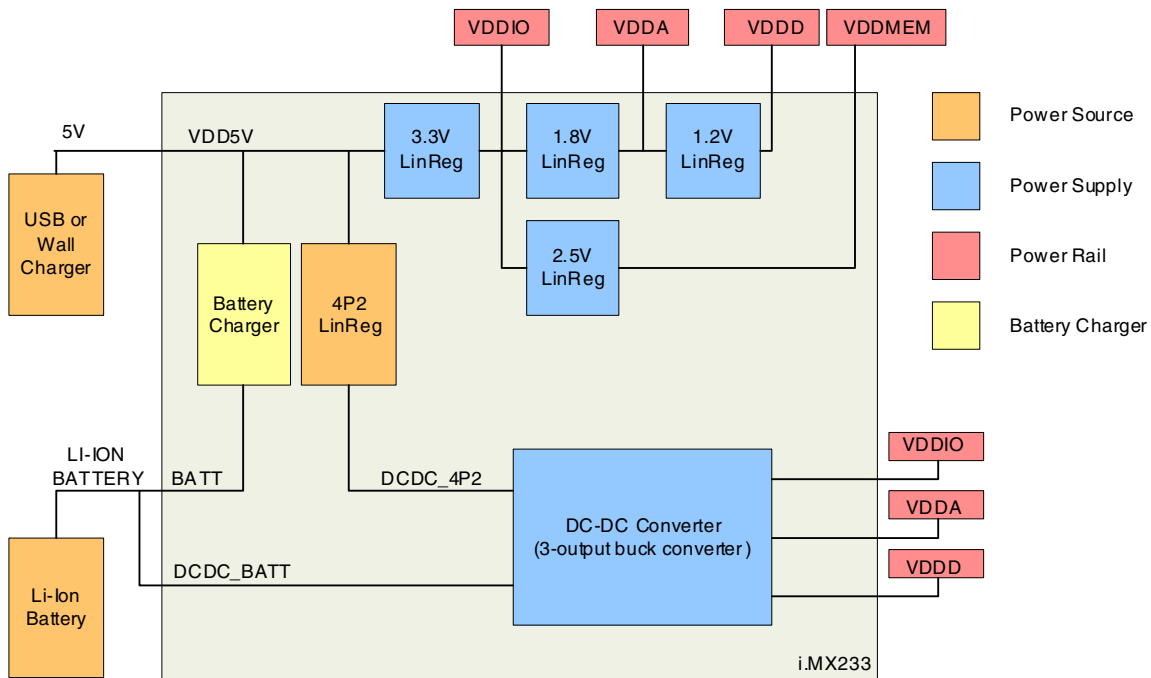 VDDIO
VDDA
VDDD
VDDMEM
5V
VDD5V
3.3V
LinReg
1.8V
LinReg
1.2V
LinReg
2.5V
LinReg
USB or
Wall
Charger
Battery
Charger
4P2
LinReg
Power Source
Power Supply
Power Rail
Battery Charger
LI-ION
BATTERY
BATT
DCDC_4P2
DCDC_BATT
DC-DC Converter
(3-output buck converter)
VDDIO
VDDA
VDDD
Li-Ion
Battery
i.MX233